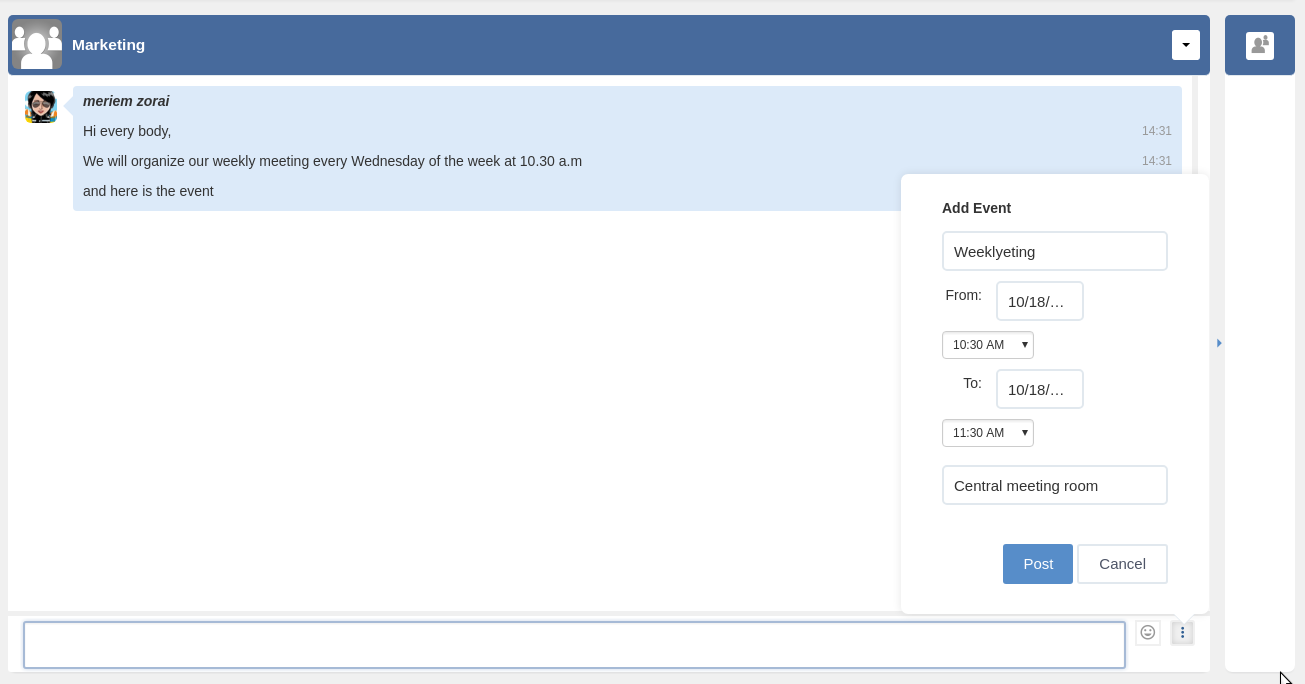 Marketing
meriem zorai
Hi every body,
14:31
We will organize our weekly meeting every Wednesday of the week at 10.30 a.m
14:31
and here is the event
Add Event
Weeklyeting
From:
10/18/…
10:30 AM
To:
10/18/…
11:30 AM
Central meeting room
Post
Cancel